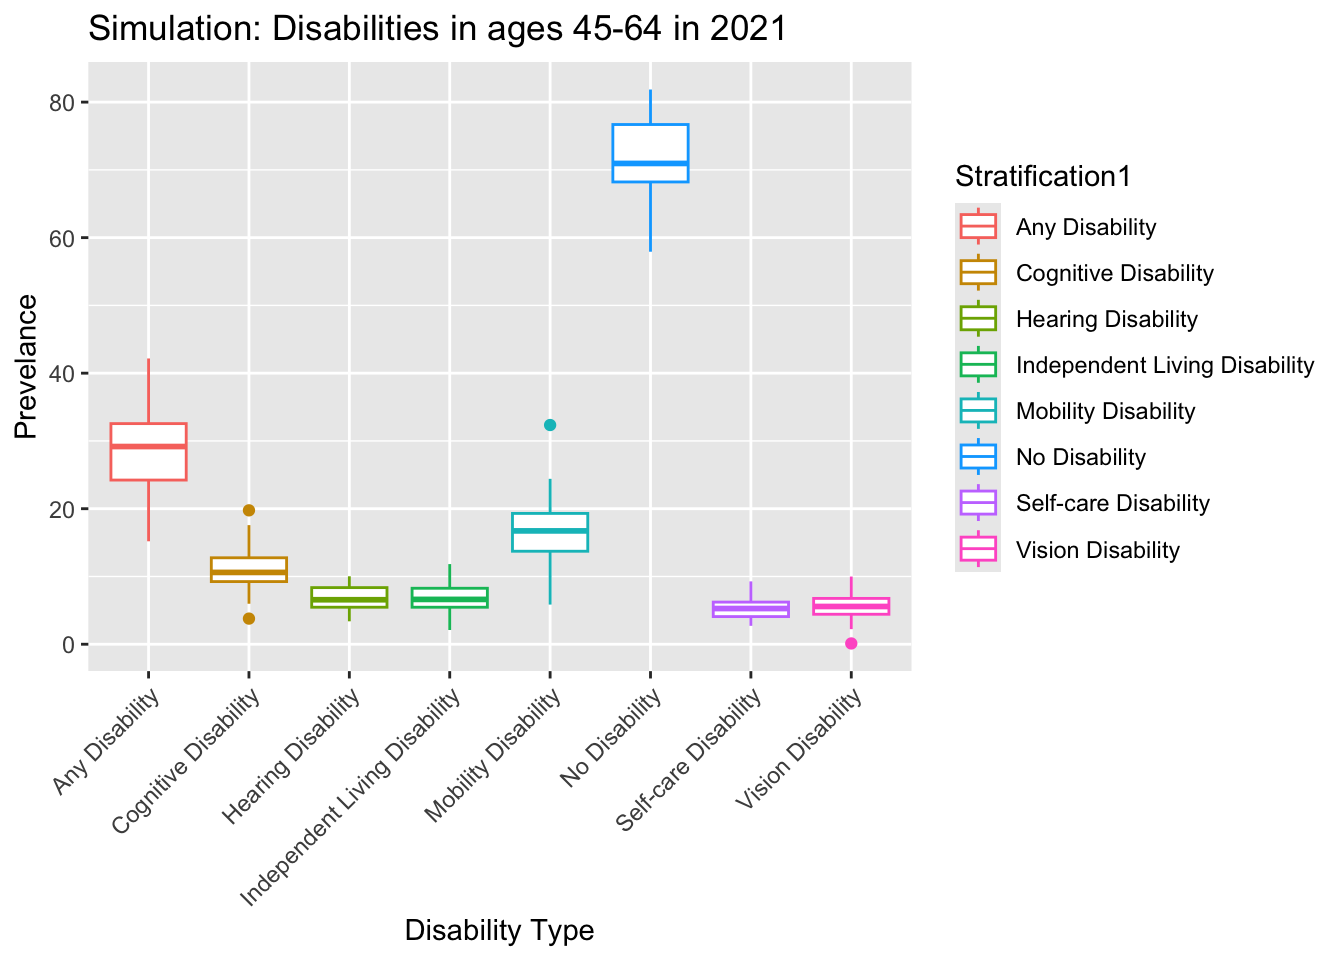 Simulation: Disabilities in ages 45-64 in 2021
Prevelance
80
60
40
20
0
Any Disability
Cognitive Disability
Hearing Disability
Independent Living Disability
Mobility Disability
No Disability
Self-care Disability
Vision Disability
Disability Type
Stratification1
Any Disability
Cognitive Disability
Hearing Disability
Independent Living Disability
Mobility Disability
No Disability
Self-care Disability
Vision Disability